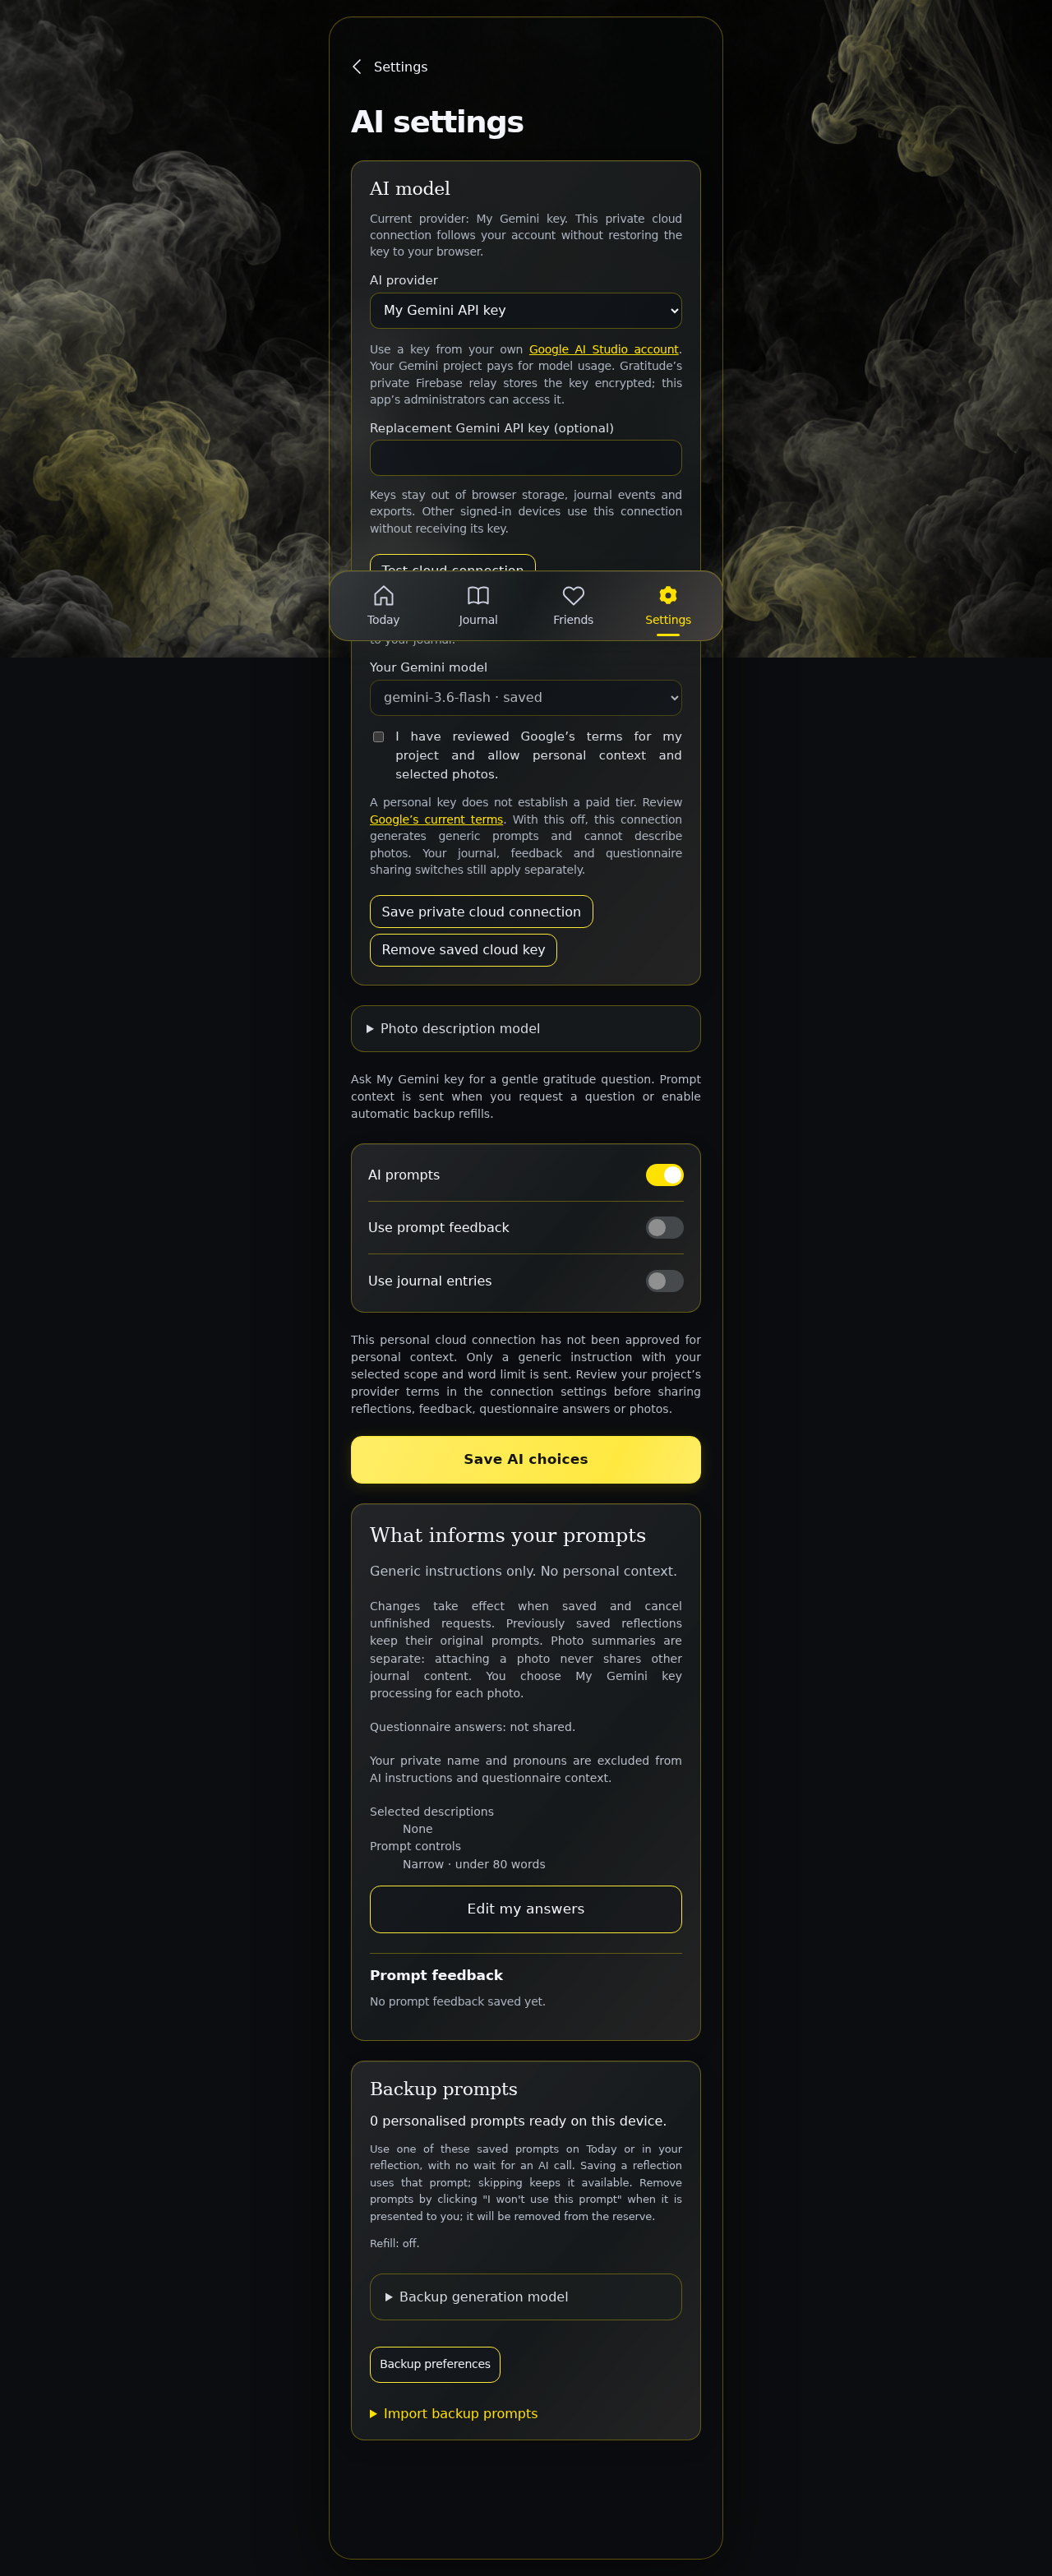 Settings
AI settings
AI model
Current provider: My Gemini key. This private cloud
connection follows your account without restoring the
key to your browser.
AI provider
My Gemini API key
Use a key from your own Google AI Studio account.
Your Gemini project pays for model usage. Gratitude’s
private Firebase relay stores the key encrypted; this
app’s administrators can access it.
Replacement Gemini API key (optional)
Keys stay out of browser storage, journal events and
exports. Other signed-in devices use this connection
without receiving its key.
Test cloud connection
Today
Journal
Friends
Settings
to your journal.
Your Gemini model
gemini-3.6-flash · saved
I have reviewed Google’s terms for my
project and allow personal context and
selected photos.
A personal key does not establish a paid tier. Review
Google’s current terms. With this off, this connection
generates generic prompts and cannot describe
photos. Your journal, feedback and questionnaire
sharing switches still apply separately.
Save private cloud connection
Remove saved cloud key
Photo description model
Ask My Gemini key for a gentle gratitude question. Prompt
context is sent when you request a question or enable
automatic backup refills.
AI prompts
Use prompt feedback
Use journal entries
This personal cloud connection has not been approved for
personal context. Only a generic instruction with your
selected scope and word limit is sent. Review your project’s
provider terms in the connection settings before sharing
reflections, feedback, questionnaire answers or photos.
Save AI choices
What informs your prompts
Generic instructions only. No personal context.
Changes take effect when saved and cancel
unfinished requests. Previously saved reflections
keep their original prompts. Photo summaries are
separate: attaching a photo never shares other
journal content. You choose My Gemini key
processing for each photo.
Questionnaire answers: not shared.
Your private name and pronouns are excluded from
AI instructions and questionnaire context.
Selected descriptions
None
Prompt controls
Narrow · under 80 words
Edit my answers
Prompt feedback
No prompt feedback saved yet.
Backup prompts
0 personalised prompts ready on this device.
Use one of these saved prompts on Today or in your
reflection, with no wait for an AI call. Saving a reflection
uses that prompt; skipping keeps it available. Remove
prompts by clicking "I won't use this prompt" when it is
presented to you; it will be removed from the reserve.
Refill: off.
Backup generation model
Backup preferences
Import backup prompts